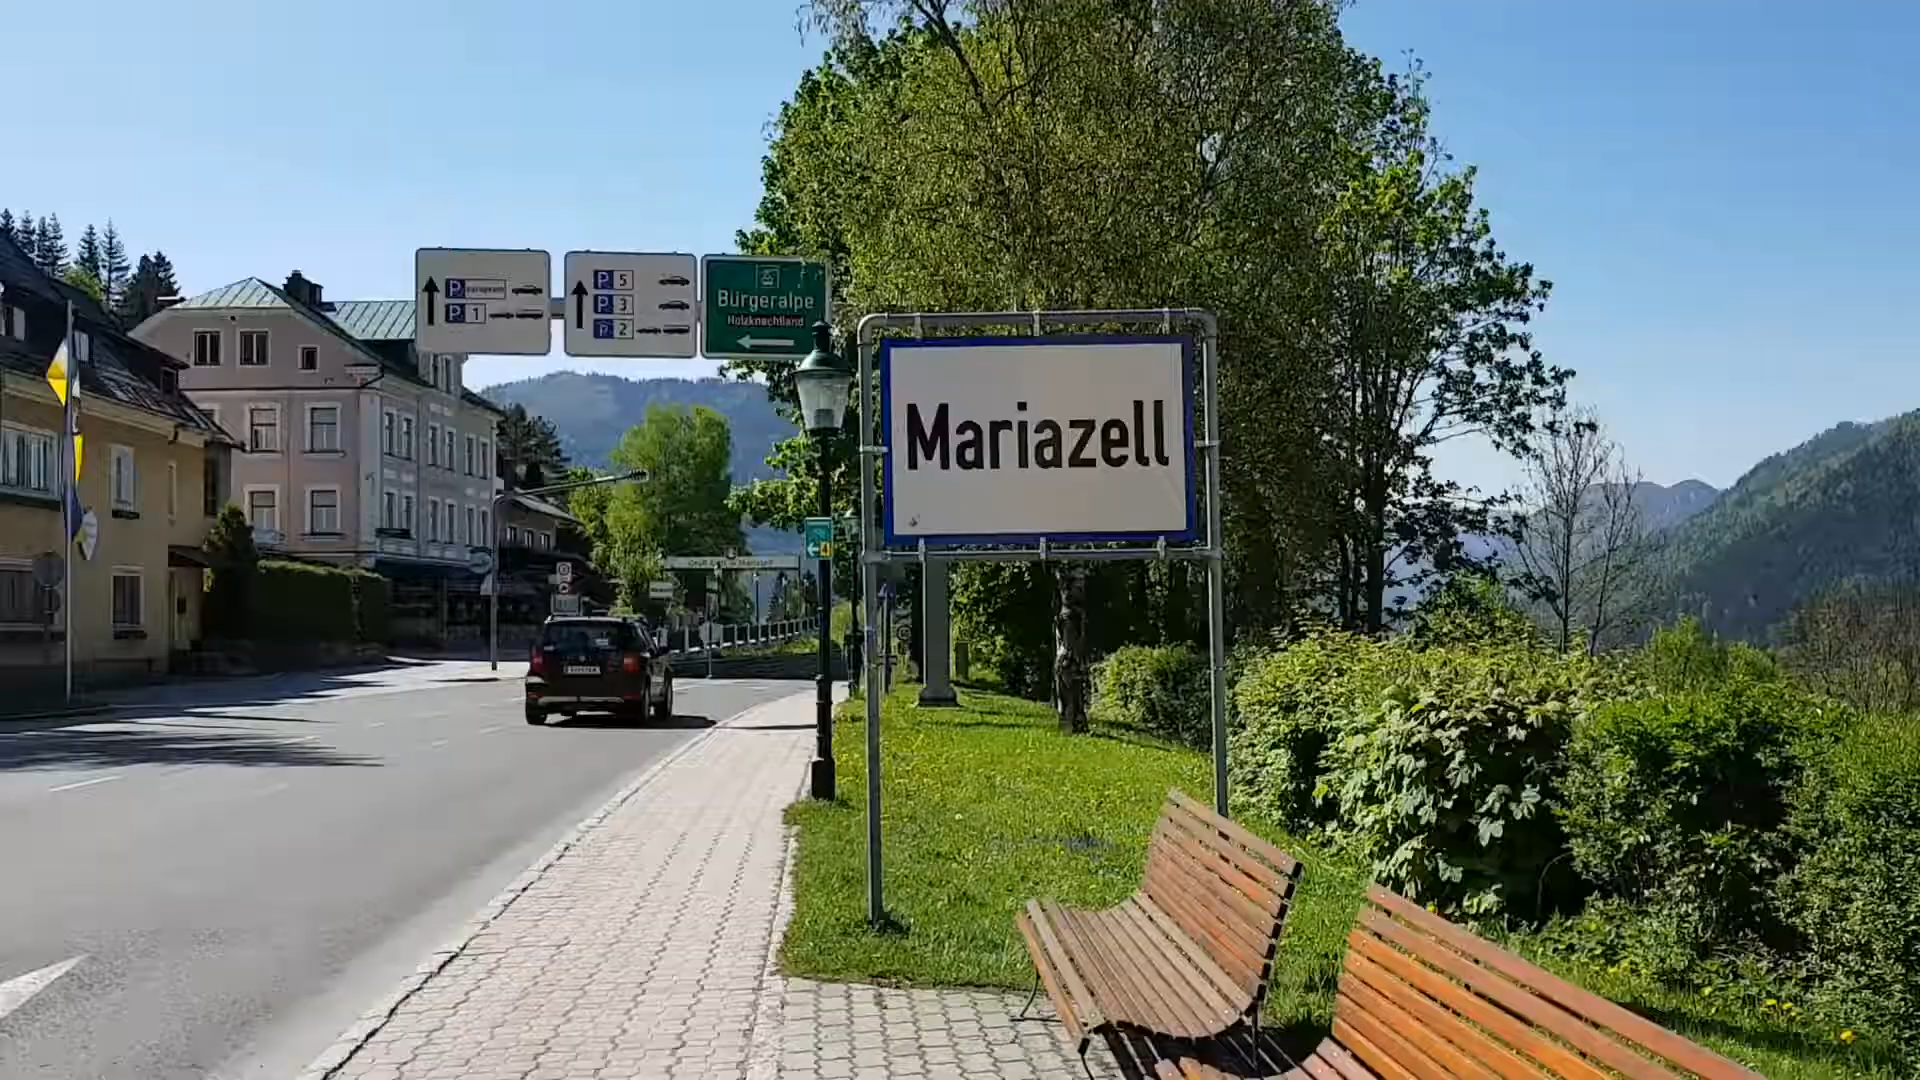 P
P 1
P 5
P 3
P 2
Bürgeralpe
Holzknechtland
Mariazell